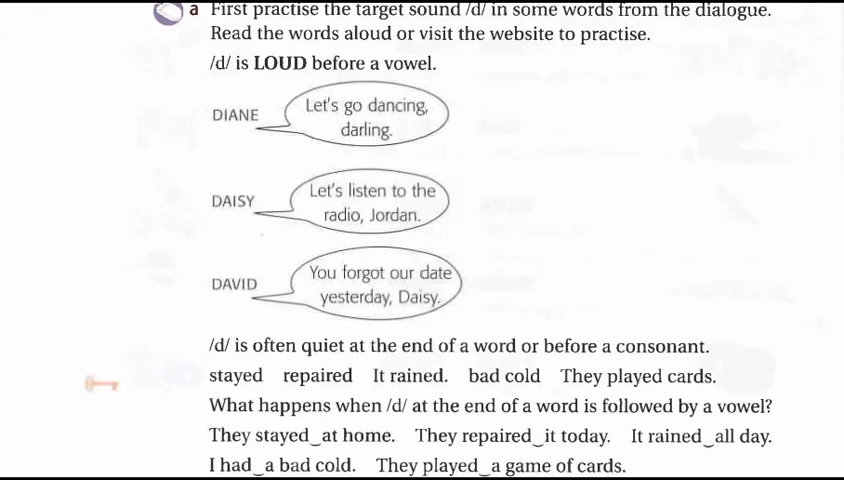 a First practise the target sound /d/ in some words from the dialogue.
Read the words aloud or visit the website to practise.
/d/ is LOUD before a vowel.
DIANE
Let's go dancing,
darling.
DAISY
Let's listen to the
radio, Jordan.
DAVID
You forgot our date
yesterday, Daisy.
/d/ is often quiet at the end of a word or before a consonant.
stayed repaired It rained. bad cold They played cards.
What happens when /d/ at the end of a word is followed by a vowel?
They stayed_at home. They repaired_it today. It rained_all day.
I had_a bad cold. They played_a game of cards.